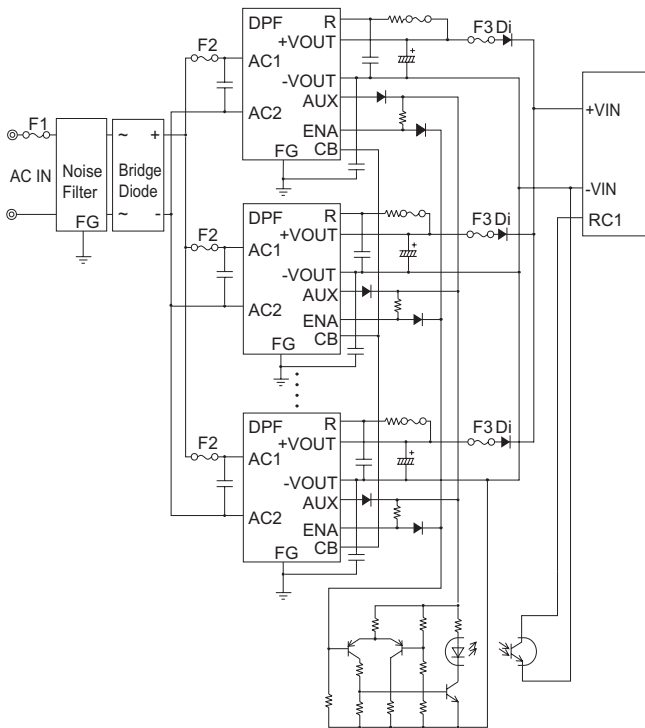 DPF
R
+VOUT
F3 Di
F2
AC1
-VOUT
AUX
+VIN
AC2
ENA
F1
CB
~
+
FG
AC IN
Noise
Filter
Bridge
Diode
-VIN
~
-
FG
RC1
DPF
R
F2
+VOUT
F3 Di
AC1
-VOUT
AUX
AC2
ENA
FG
CB
DPF
R
F2
+VOUT
F3 Di
AC1
-VOUT
AUX
AC2
ENA
FG
CB